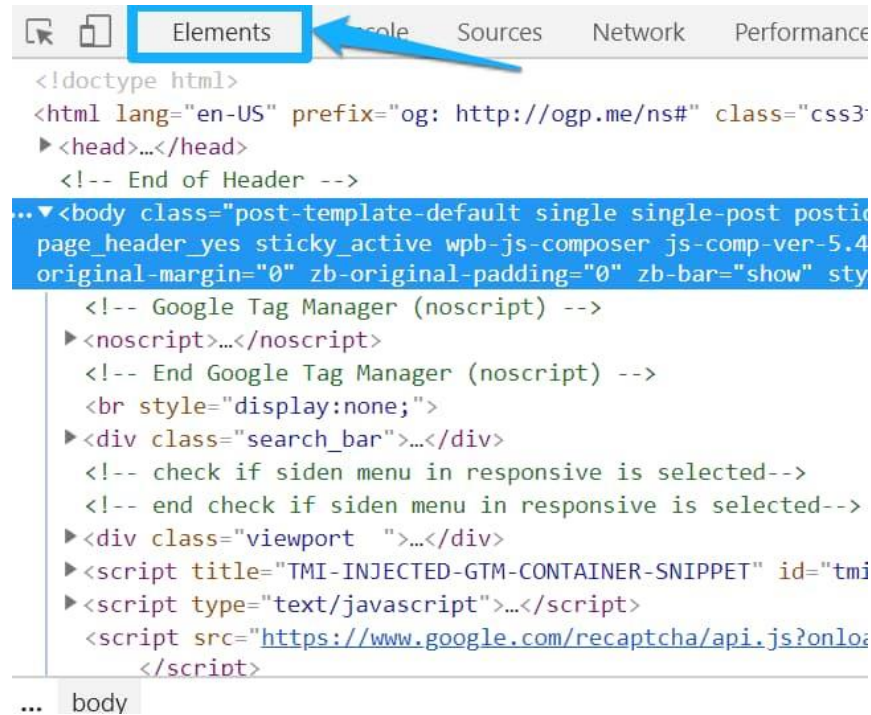 Elements Sources Network Performance
<!doctype html>
<html lang="en-US" prefix="og: http://ogp.me/ns#" class="css3
▶<head>…</head>
<!-- End of Header -->
…▼<body class="post-template-default single single-post postid
page_header_yes sticky_active wpb-js-composer js-comp-ver-5.4
original-margin="0" zb-original-padding="0" zb-bar="show" sty
<!-- Google Tag Manager (noscript) -->
▶<noscript>…</noscript>
<!-- End Google Tag Manager (noscript) -->
<br style="display:none;">
▶<div class="search_bar">…</div>
<!-- check if siden menu in responsive is selected-->
<!-- end check if siden menu in responsive is selected-->
▶<div class="viewport  ">…</div>
▶<script title="TMI-INJECTED-GTM-CONTAINER-SNIPPET" id="tmi
▶<script type="text/javascript">…</script>
<script src="https://www.google.com/recaptcha/api.js?onloa
</script>
… body